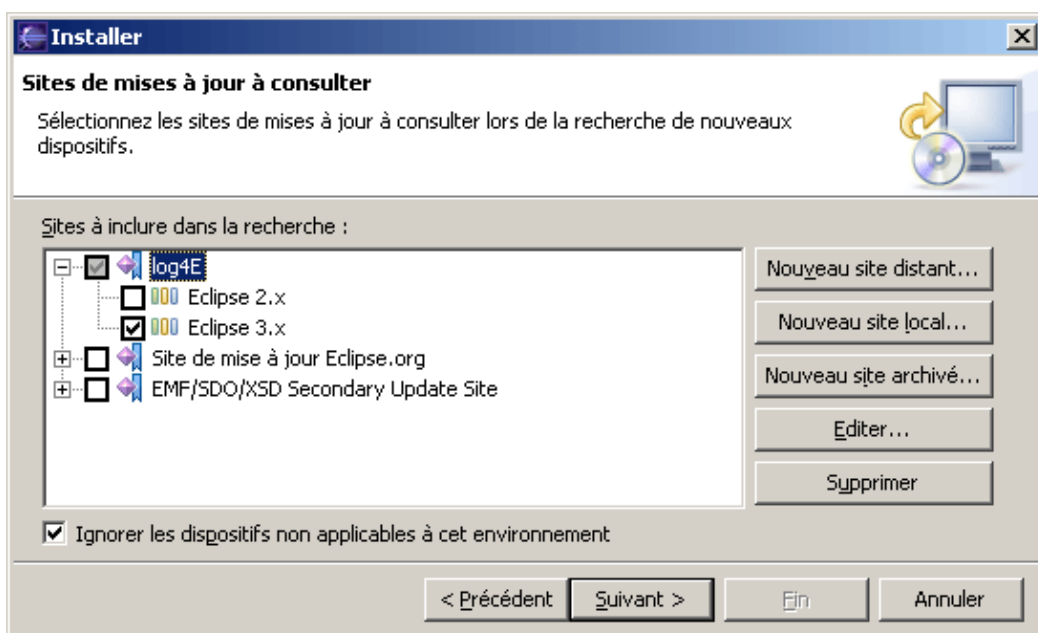 Installer
Sites de mises à jour à consulter
Sélectionnez les sites de mises à jour à consulter lors de la recherche de nouveaux
dispositifs.
Sites à inclure dans la recherche :
log4E
Eclipse 2.x
Eclipse 3.x
Site de mise à jour Eclipse.org
EMF/SDO/XSD Secondary Update Site
Nouveau site distant...
Nouveau site local...
Nouveau site archivé...
Editer...
Supprimer
Ignorer les dispositifs non applicables à cet environnement
< Précédent
Suivant >
Fin
Annuler